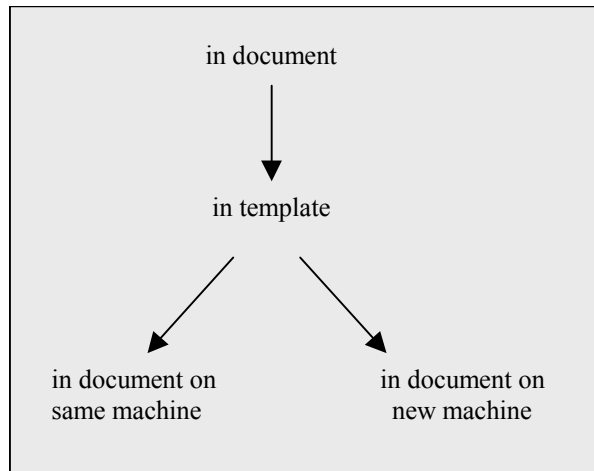 in document
in template
in document on
same machine
in document on
new machine